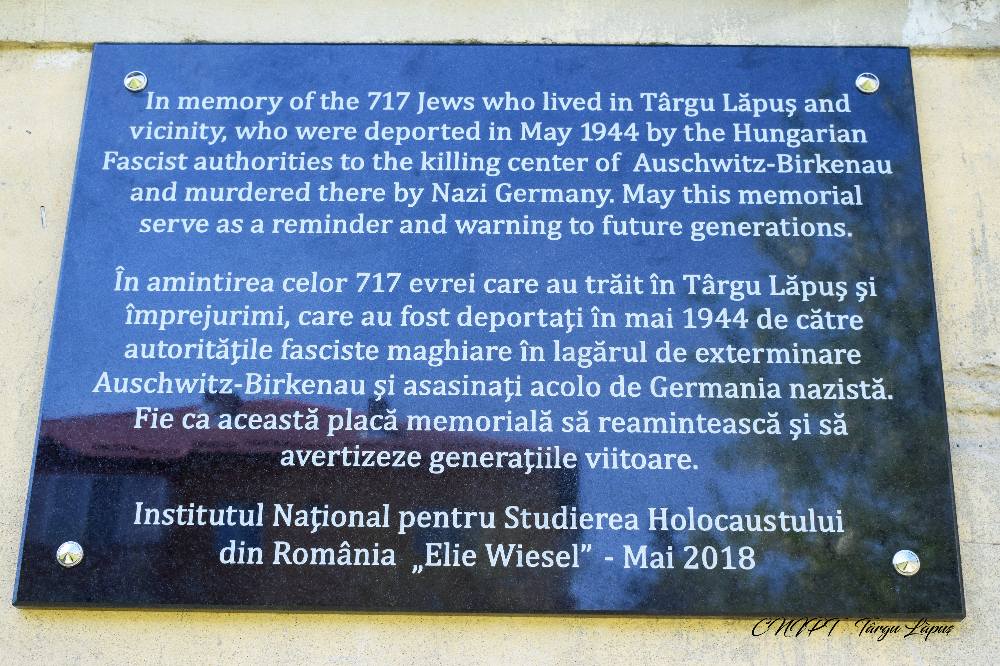 In memory of the 717 Jews who lived in Târgu Lăpuş and
vicinity, who were deported in May 1944 by the Hungarian
Fascist authorities to the killing center of Auschwitz-Birkenau
and murdered there by Nazi Germany. May this memorial
serve as a reminder and warning to future generations.
În amintirea celor 717 evrei care au trăit în Târgu Lăpuş şi
împrejurimi, care au fost deportaţi în mai 1944 de către
autorităţile fasciste maghiare în lagărul de exterminare
Auschwitz-Birkenau şi asasinaţi acolo de Germania nazistă.
Fie ca această placă memorială să reamintească şi să
avertizeze generaţiile viitoare.
Institutul Naţional pentru Studierea Holocaustului
din România „Elie Wiesel” - Mai 2018
CNIPT Târgu Lăpuş